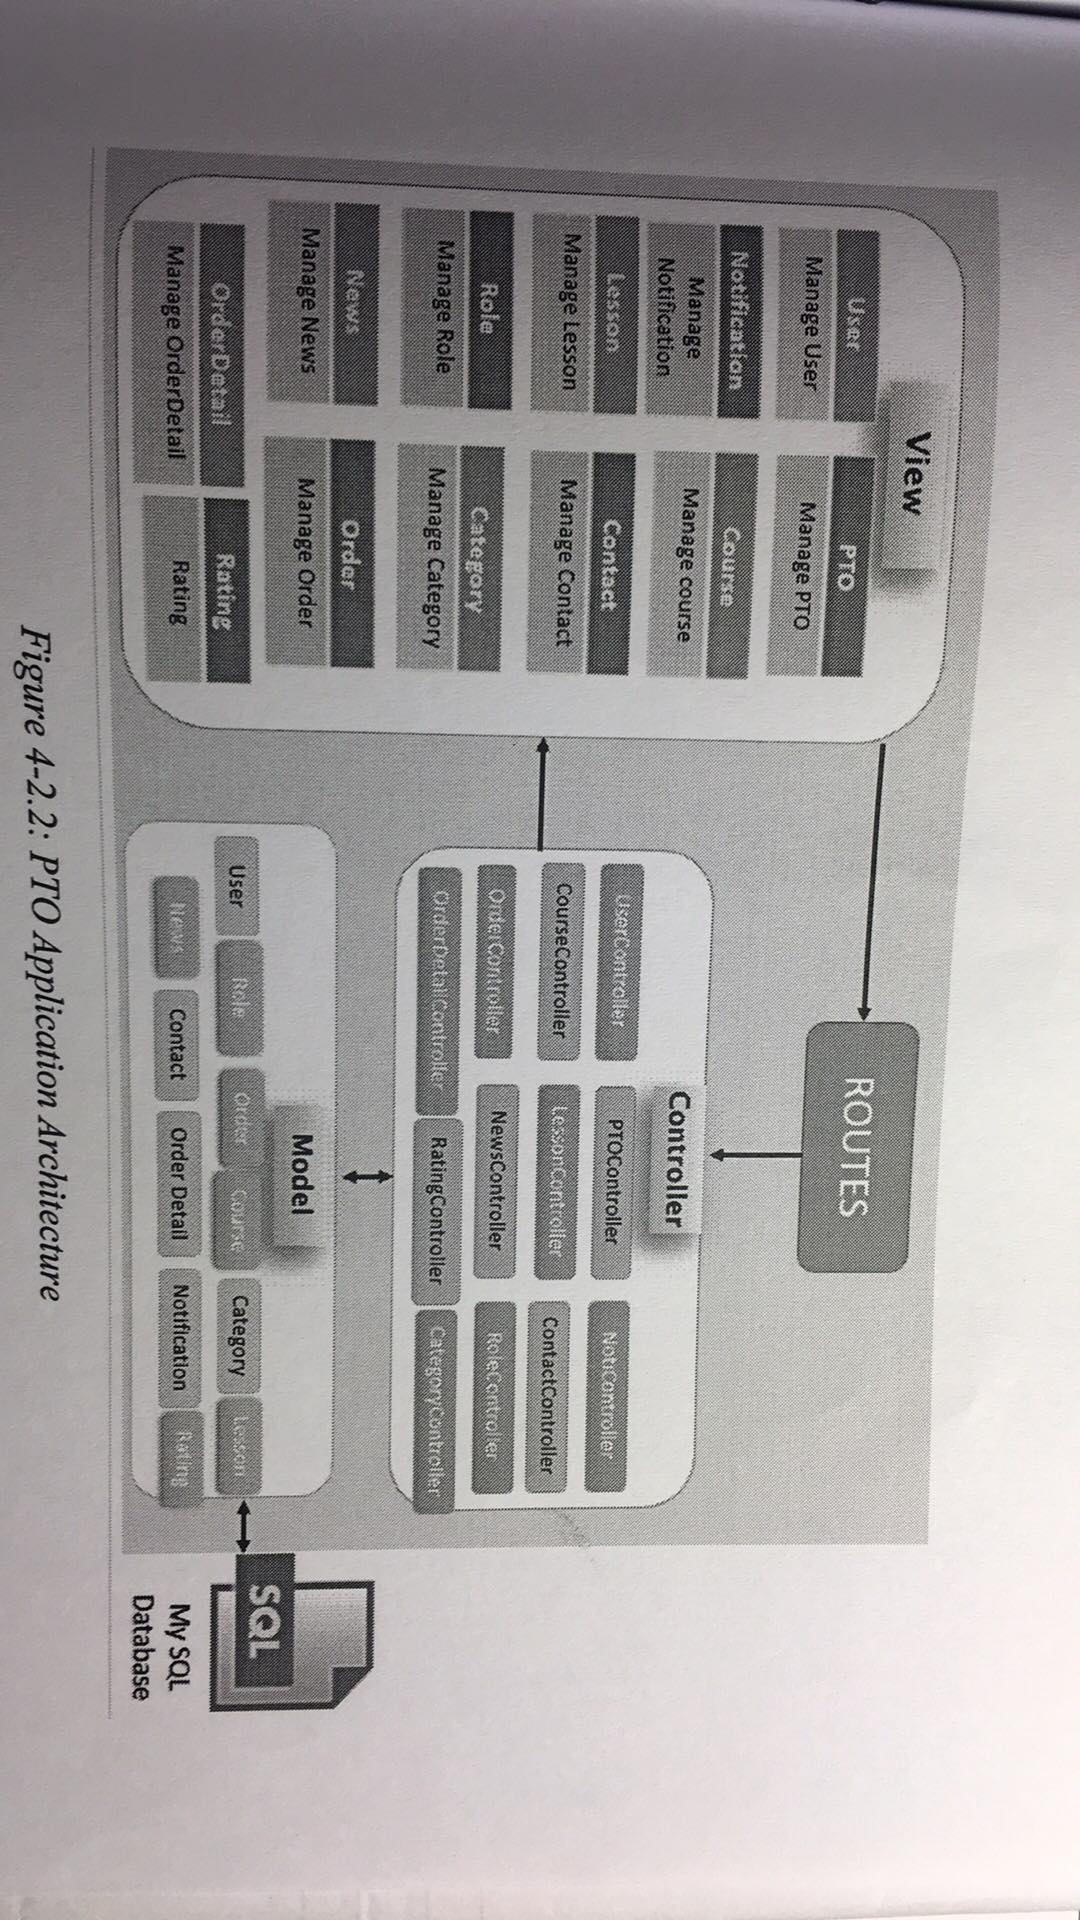 View
User
Manage User
PTO
Manage PTO
Notification
Manage
Notification
Course
Manage course
Lesson
Manage Lesson
Contact
Manage Contact
Role
Manage Role
Category
Manage Category
News
Manage News
Order
Manage Order
OrderDetail
Manage OrderDetail
Rating
Rating
ROUTES
Controller
UserController
PTOController
NotiController
CourseController
LessonController
ContactController
OrderController
NewsController
RoleController
OrderDetailController
RatingController
CategoryController
Model
User
Role
Order
Course
Category
Lesson
News
Contact
Order Detail
Notification
Rating
SQL
My SQL
Database
Figure 4-2.2: PTO Application Architecture